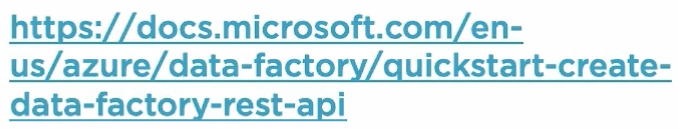 https://docs.microsoft.com/en-
us/azure/data-factory/quickstart-create-
data-factory-rest-api